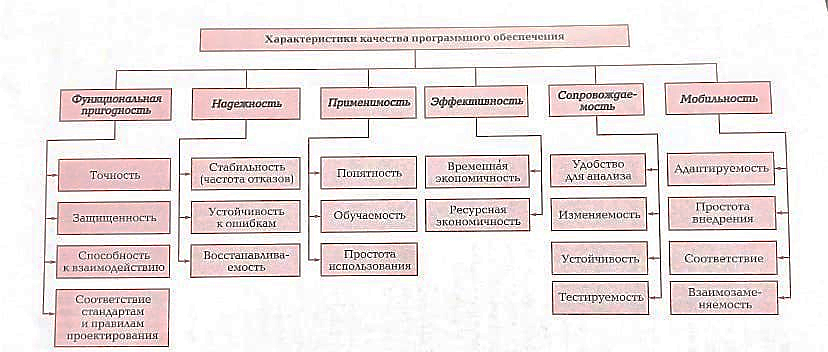 Характеристики качества программного обеспечения
Функциональная
пригодность
Надежность
Применимость
Эффективность
Сопровождае-
мость
Мобильность
Точность
Защищенность
Способность
к взаимодействию
Соответствие
стандартам
и правилам
проектирования
Стабильность
(частота отказов)
Устойчивость
к ошибкам
Восстанавлива-
емость
Понятность
Обучаемость
Простота
использования
Временная
экономичность
Ресурсная
экономичность
Удобство
для анализа
Изменяемость
Устойчивость
Тестируемость
Адаптируемость
Простота
внедрения
Соответствие
Взаимозаме-
няемость